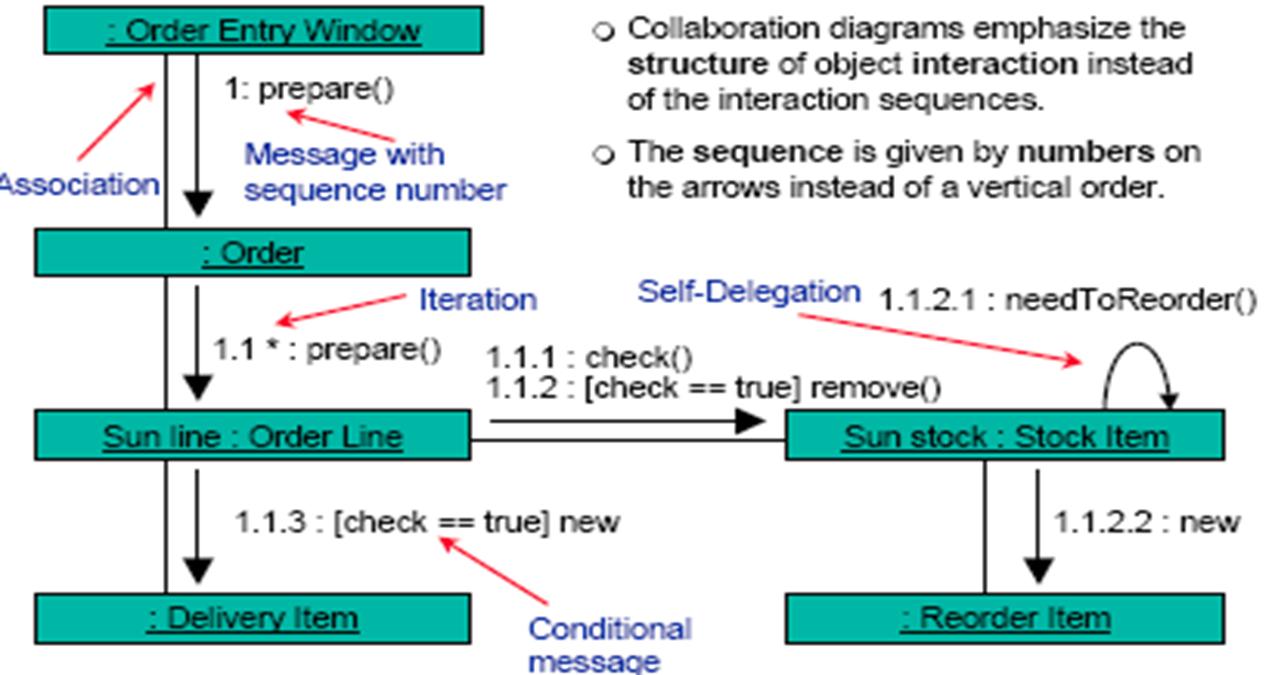 : Order Entry Window
1: prepare()
Association
Message with
sequence number
: Order
Iteration
1.1 * : prepare()
Collaboration diagrams emphasize the
structure of object interaction instead
of the interaction sequences.
The sequence is given by numbers on
the arrows instead of a vertical order.
Self-Delegation
1.1.2.1 : needToReorder()
1.1.1 : check()
1.1.2 : [check == true] remove()
Sun line : Order Line
Sun stock : Stock Item
1.1.3 : [check == true] new
1.1.2.2 : new
: Delivery Item
: Reorder Item
Conditional
message